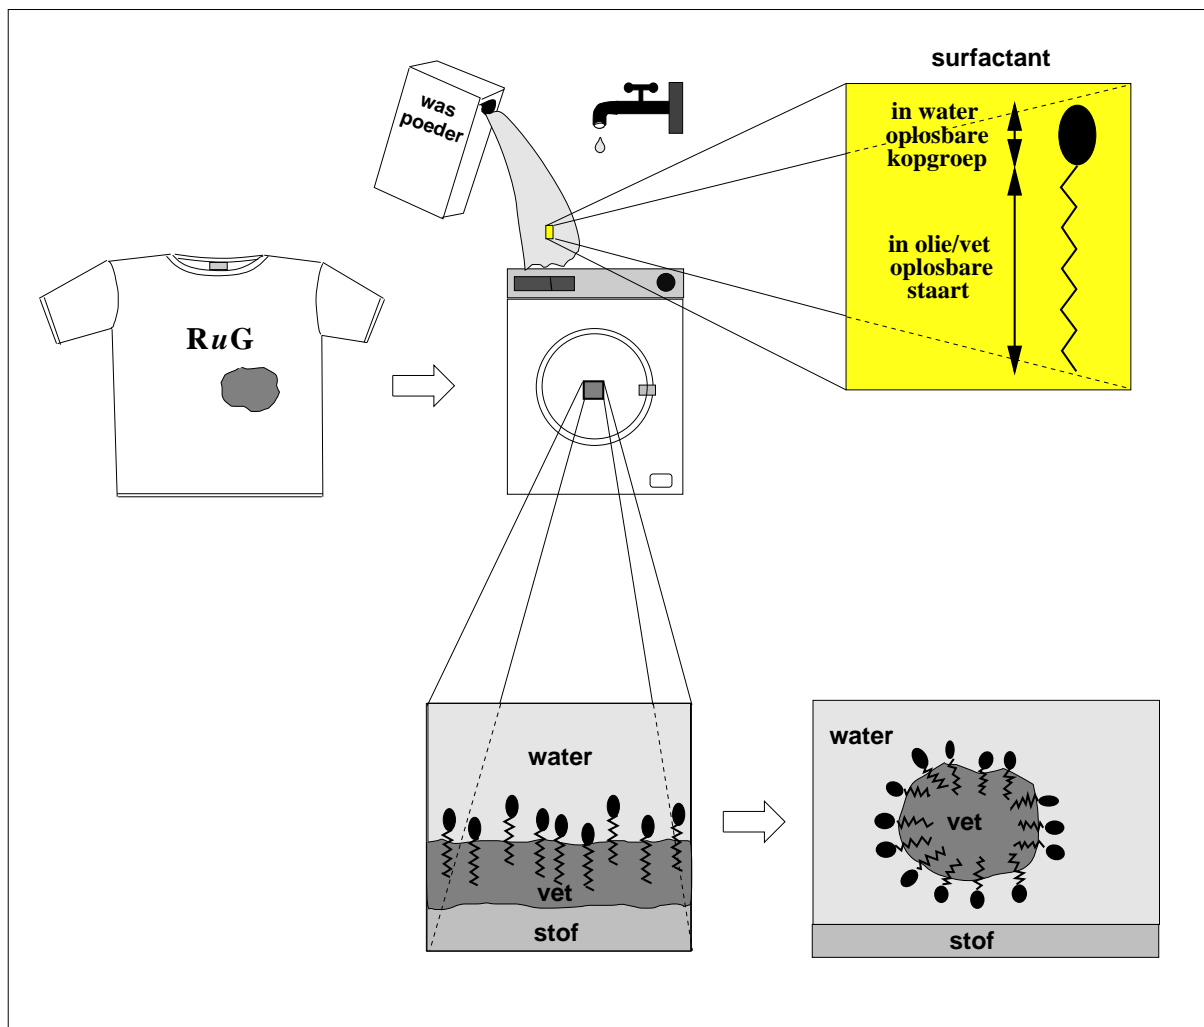 surfactant
was
poeder
in water
oplosbare
kopgroep
in olie/vet
oplosbare
staart
RuG
water
vet
stof
water
vet
stof